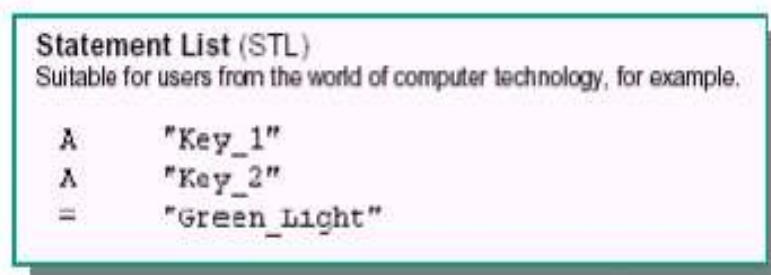 Statement List (STL)
Suitable for users from the world of computer technology, for example.
A "Key_1"
A "Key_2"
= "Green_Light"